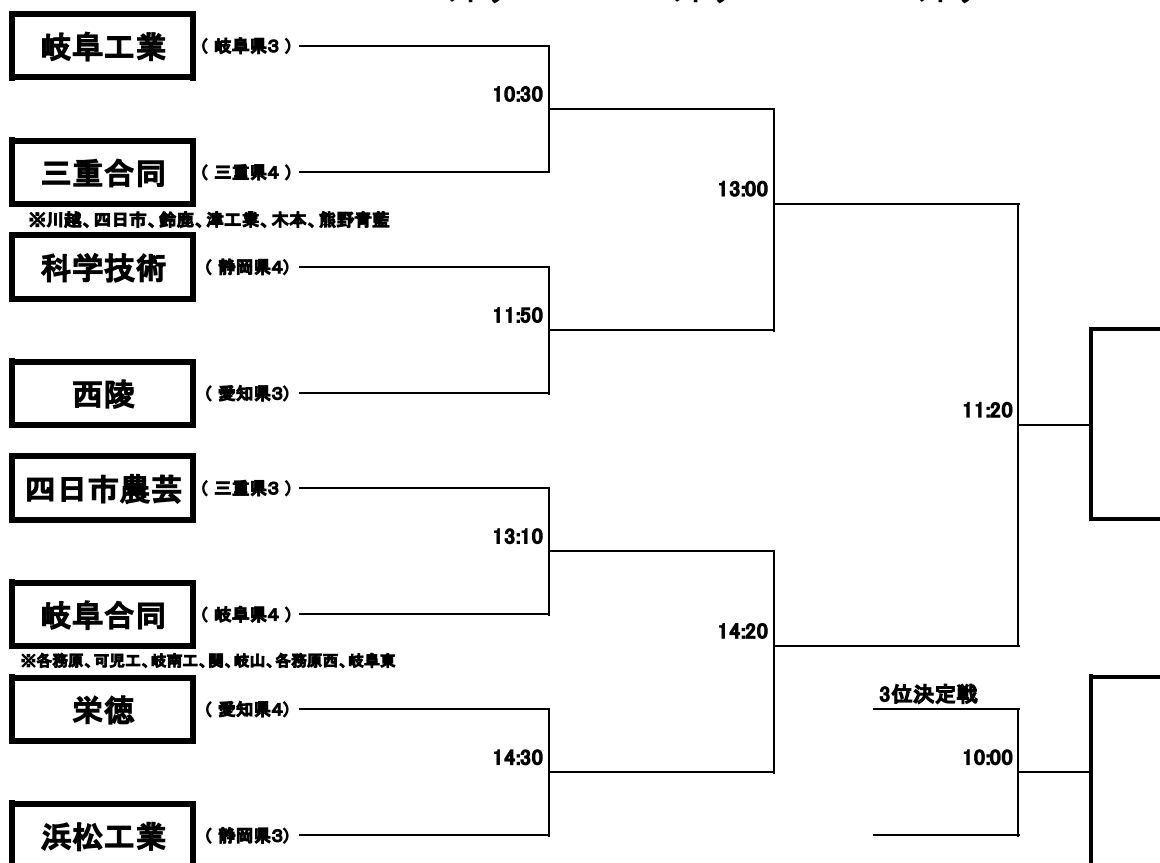 岐阜工業 （ 岐阜県３ ）
10:30
三重合同 （ 三重県４ ）
13:00
※川越、四日市、鈴鹿、津工業、木本、熊野青藍
科学技術 （ 静岡県４）
11:50
西陵 （ 愛知県３）
11:20
四日市農芸 （ 三重県３ ）
13:10
岐阜合同 （ 岐阜県４ ）
14:20
※各務原、可児工、岐南工、関、岐山、各務原西、岐阜東
栄徳 （ 愛知県４）
3位決定戦
14:30
10:00
浜松工業 （ 静岡県３）